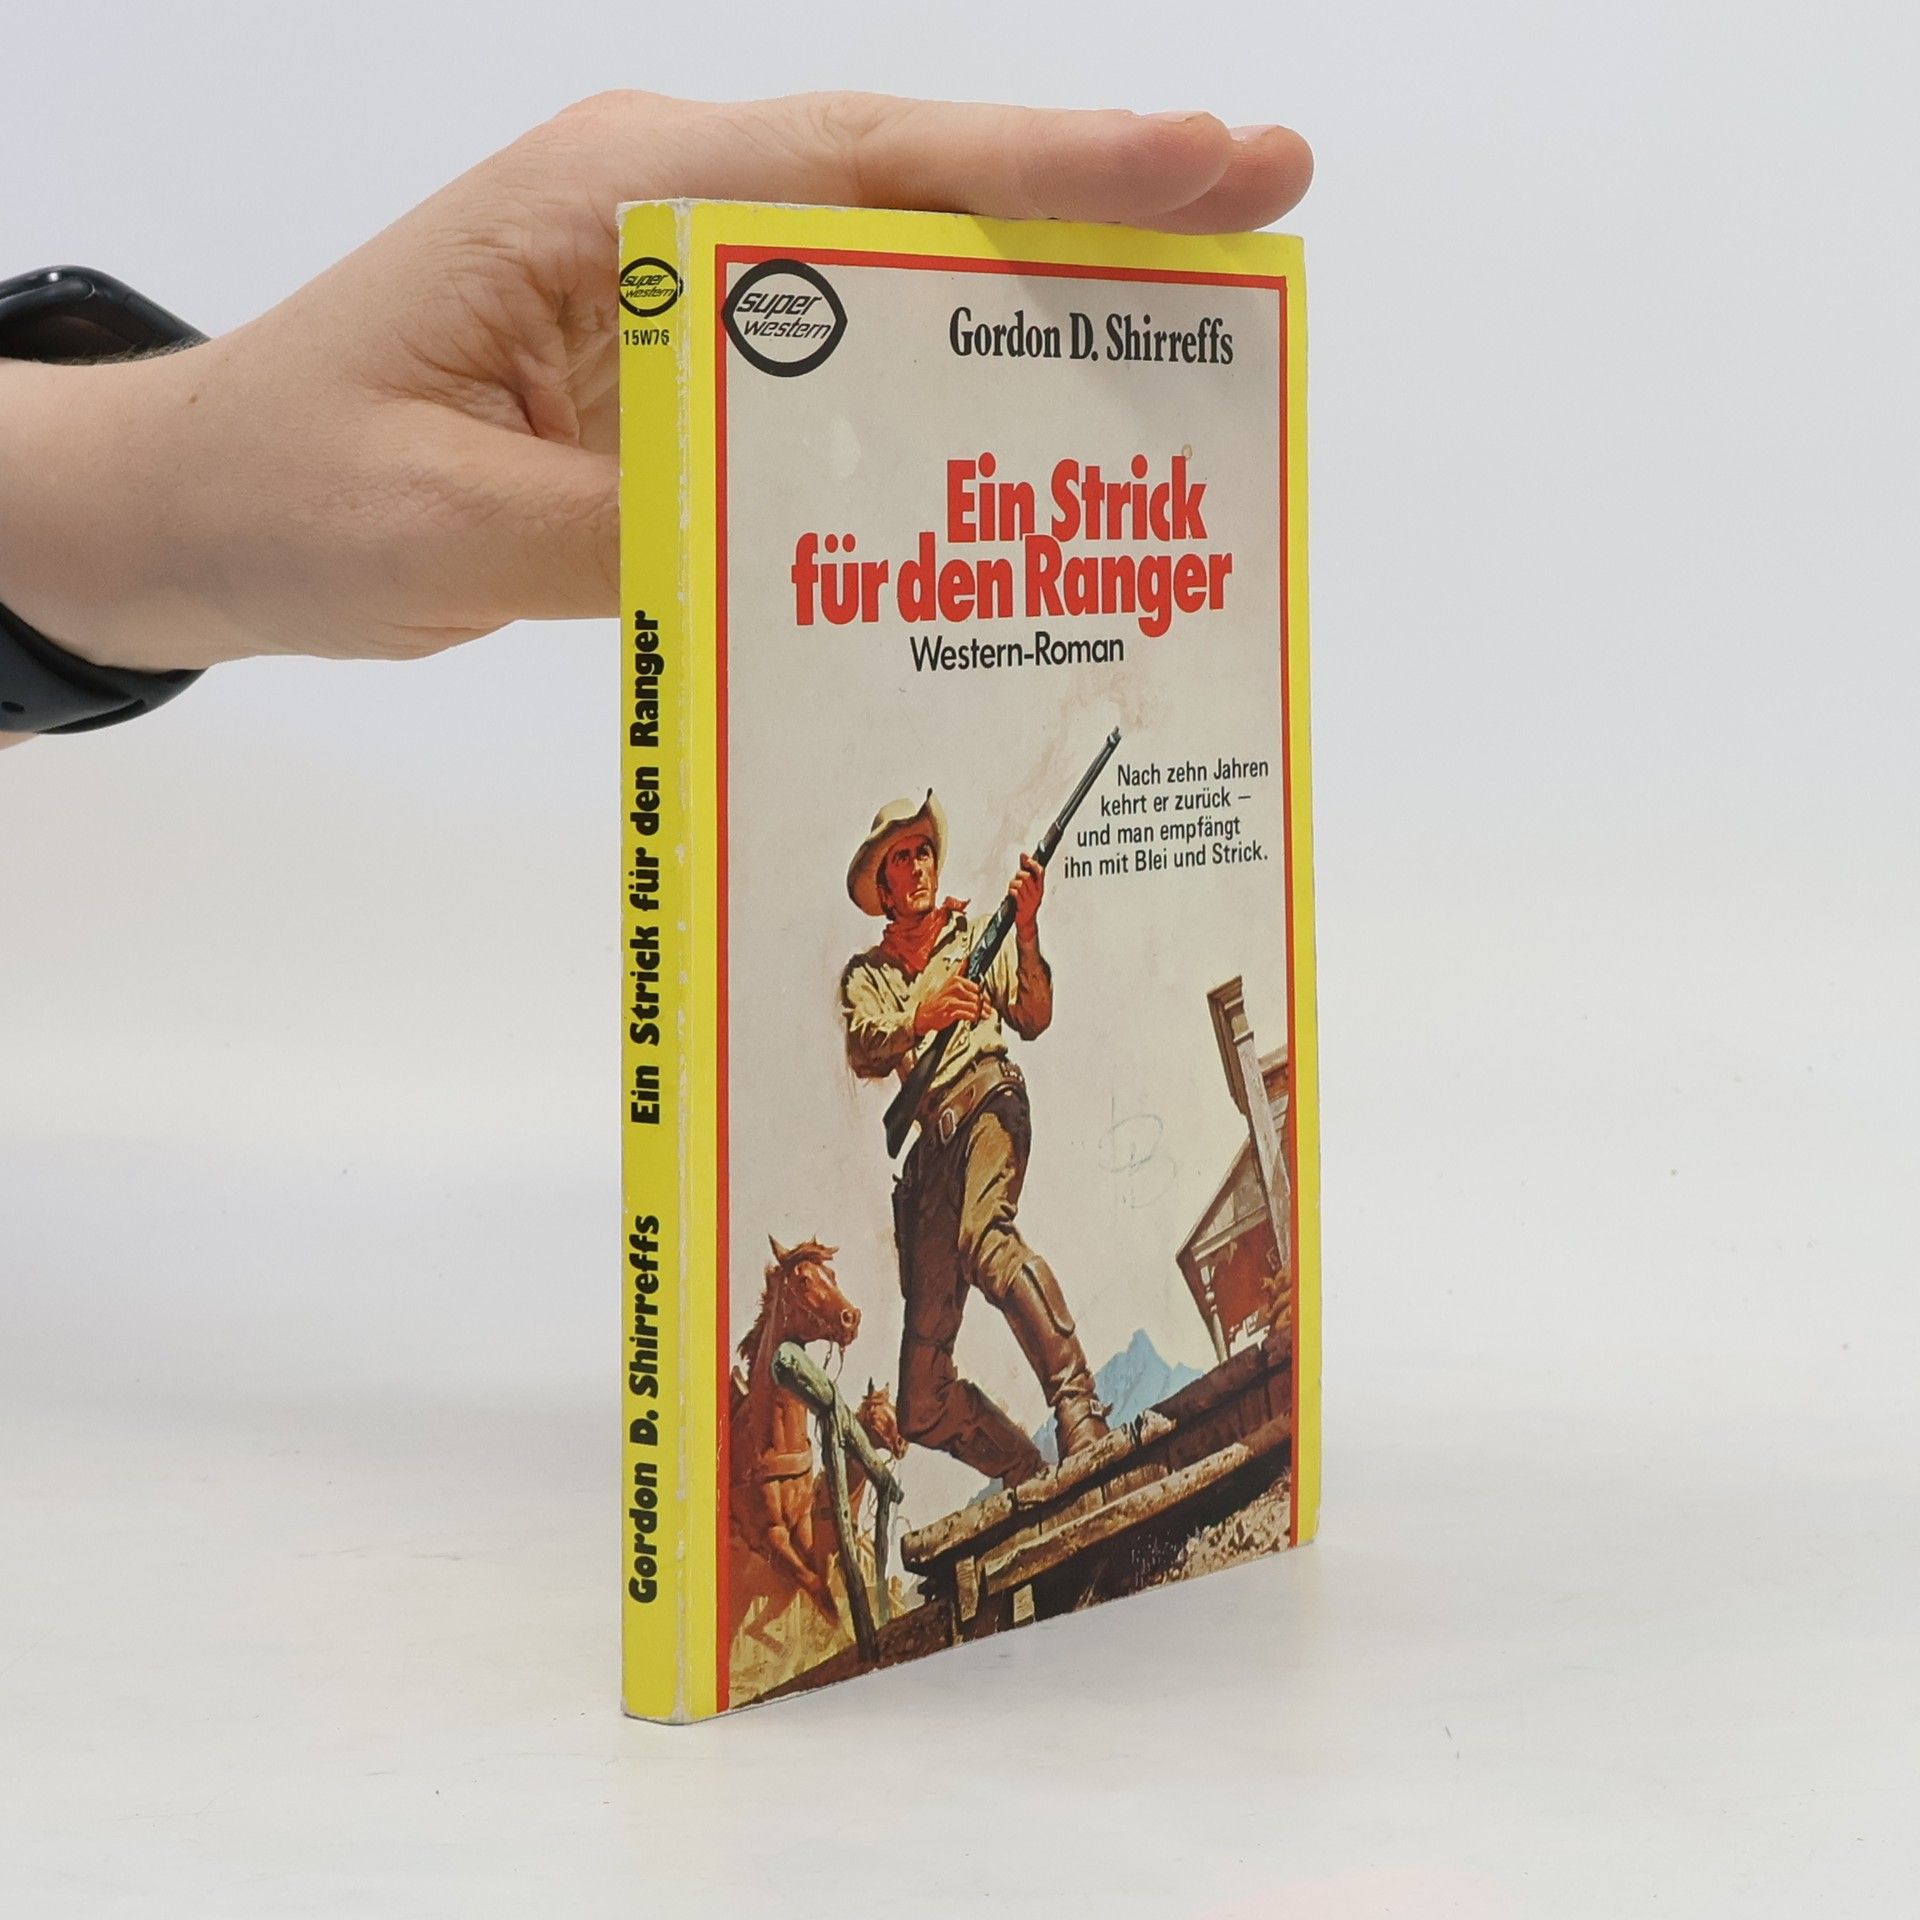 super
western
15W76
Gordon D. Shirreffs Ein Strick für den Ranger
super
western
Gordon D. Shirreffs
Ein Strick
für den Ranger
Western-Roman
Nach zehn Jahren
kehrt er zurück –
und man empfängt
ihn mit Blei und Strick.